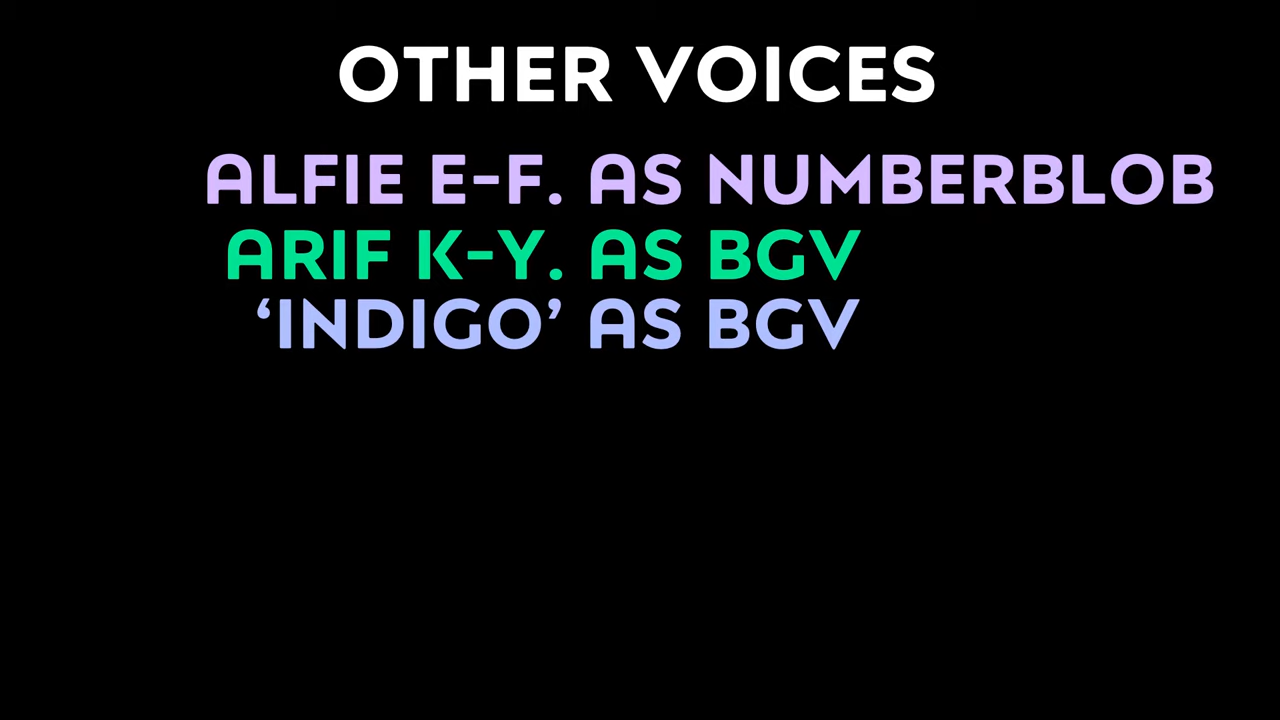 OTHER VOICES
ALFIE E-F. AS NUMBERBLOB
ARIF K-Y. AS BGV
‘INDIGO’ AS BGV